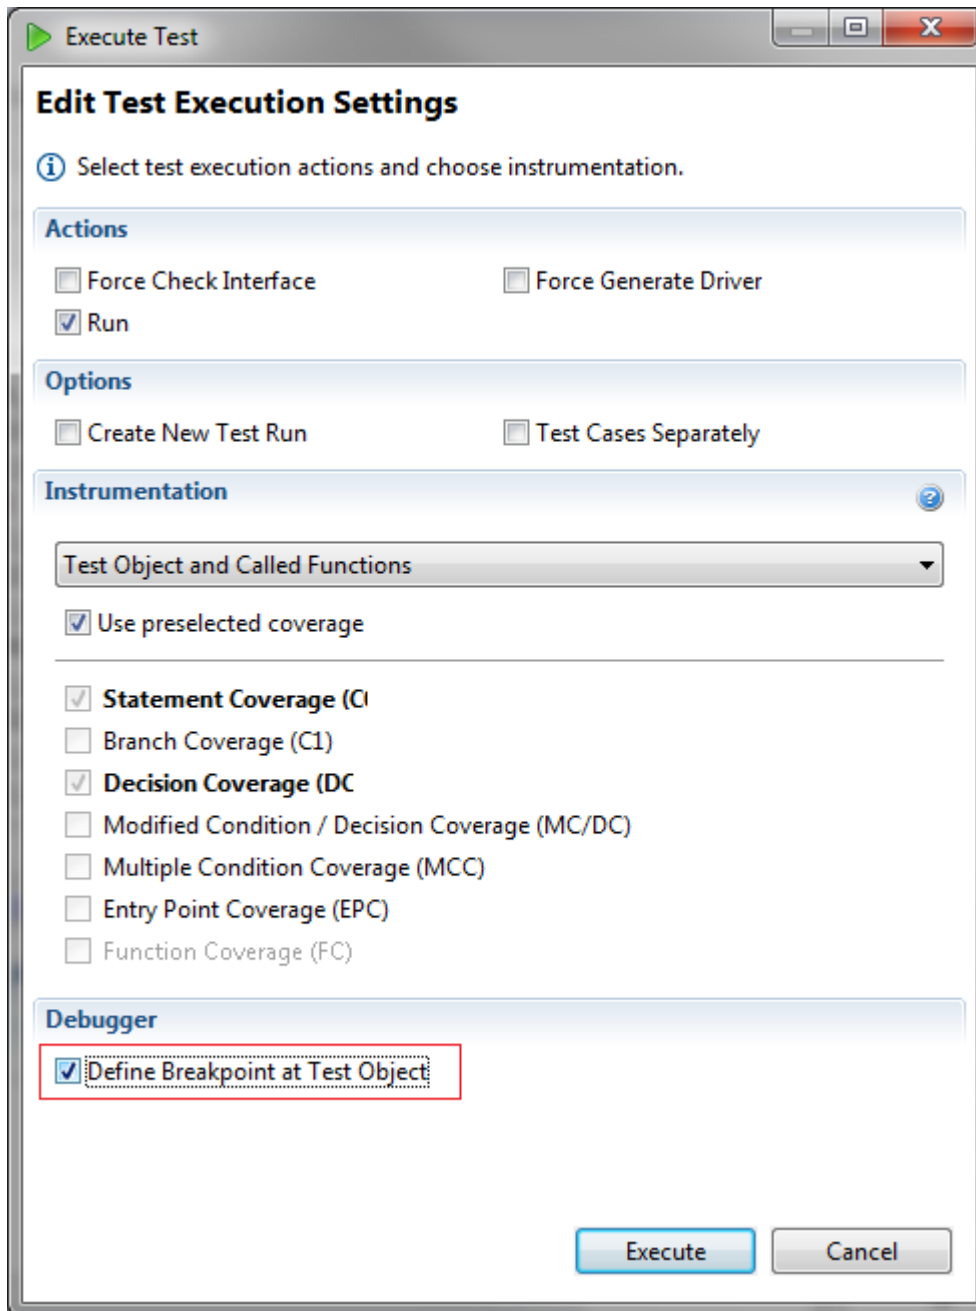 Execute Test
Edit Test Execution Settings
Select test execution actions and choose instrumentation.
Actions
Force Check Interface
Force Generate Driver
Run
Options
Create New Test Run
Test Cases Separately
Instrumentation
Test Object and Called Functions
Use preselected coverage
Statement Coverage (C
Branch Coverage (C1)
Decision Coverage (DC
Modified Condition / Decision Coverage (MC/DC)
Multiple Condition Coverage (MCC)
Entry Point Coverage (EPC)
Function Coverage (FC)
Debugger
Define Breakpoint at Test Object
Execute
Cancel